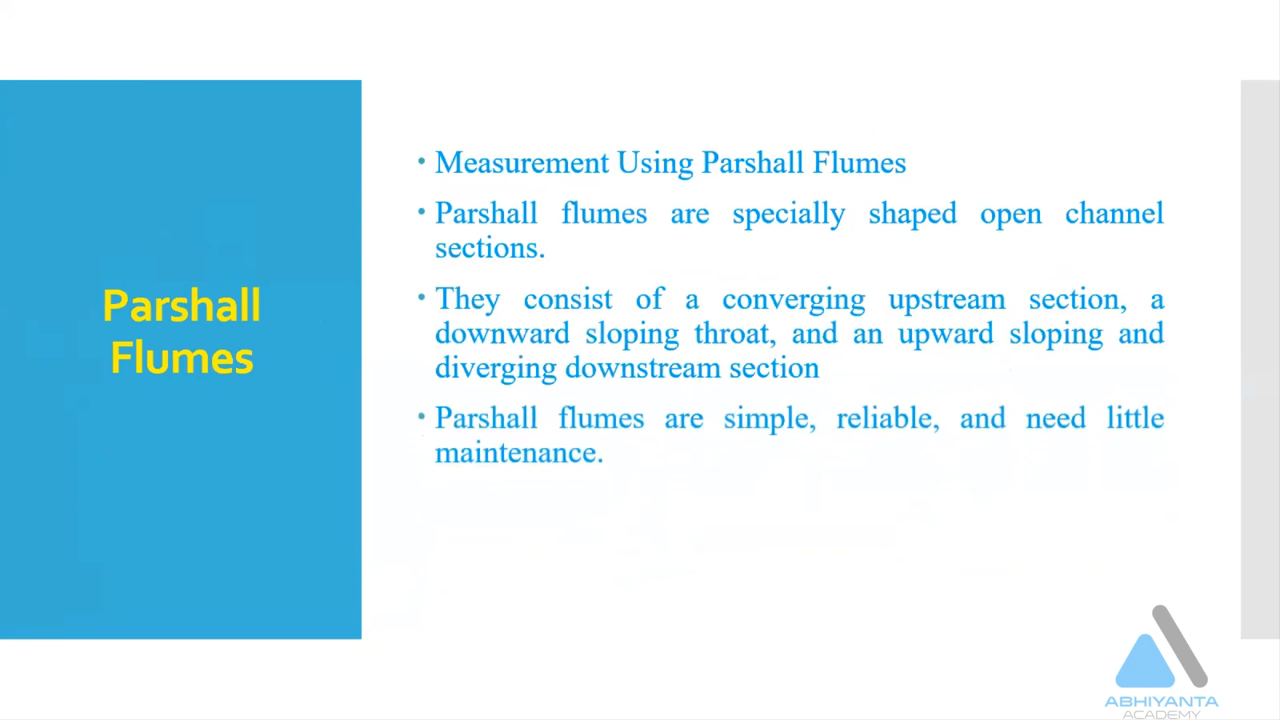 Parshall
Flumes
• Measurement Using Parshall Flumes
• Parshall flumes are specially shaped open channel
sections.
• They consist of a converging upstream section, a
downward sloping throat, and an upward sloping and
diverging downstream section
• Parshall flumes are simple, reliable, and need little
maintenance.
ABHIYANTA
ACADEMY